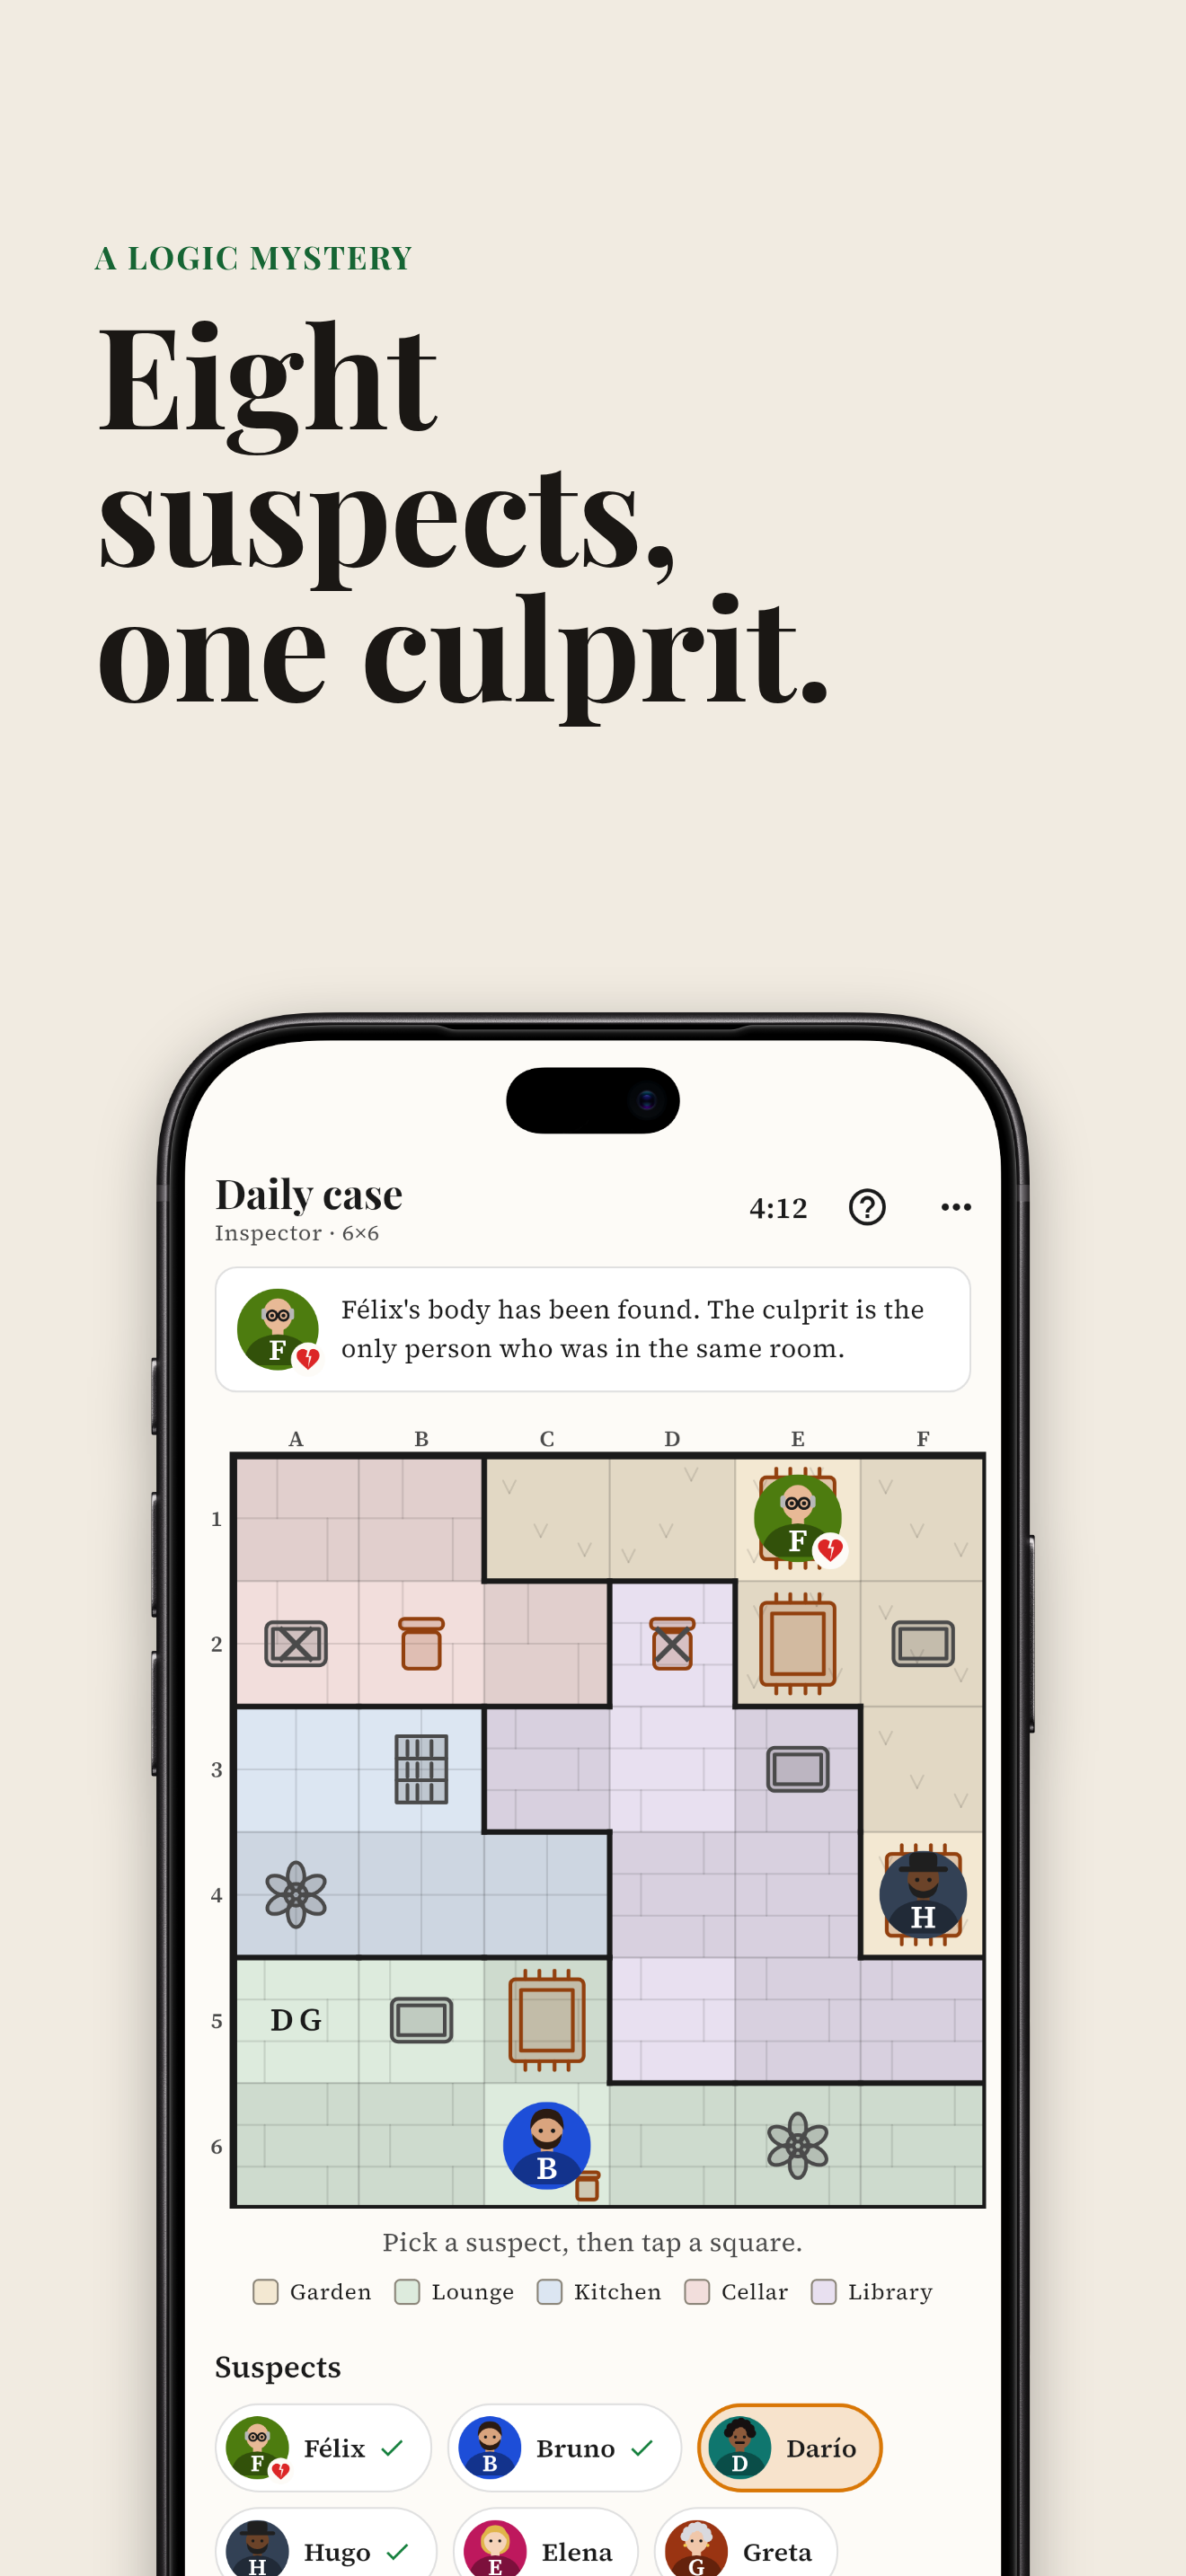 A LOGIC MYSTERY
Eight
suspects,
one culprit.
Daily case
Inspector · 6×6
4:12
?
F
Félix's body has been found. The culprit is the
only person who was in the same room.
A B C D E F
1
F
2
3
4
H
5
D G
6
B
Pick a suspect, then tap a square.
Garden Lounge Kitchen Cellar Library
Suspects
F Félix B Bruno D Darío
H Hugo E Elena G Greta